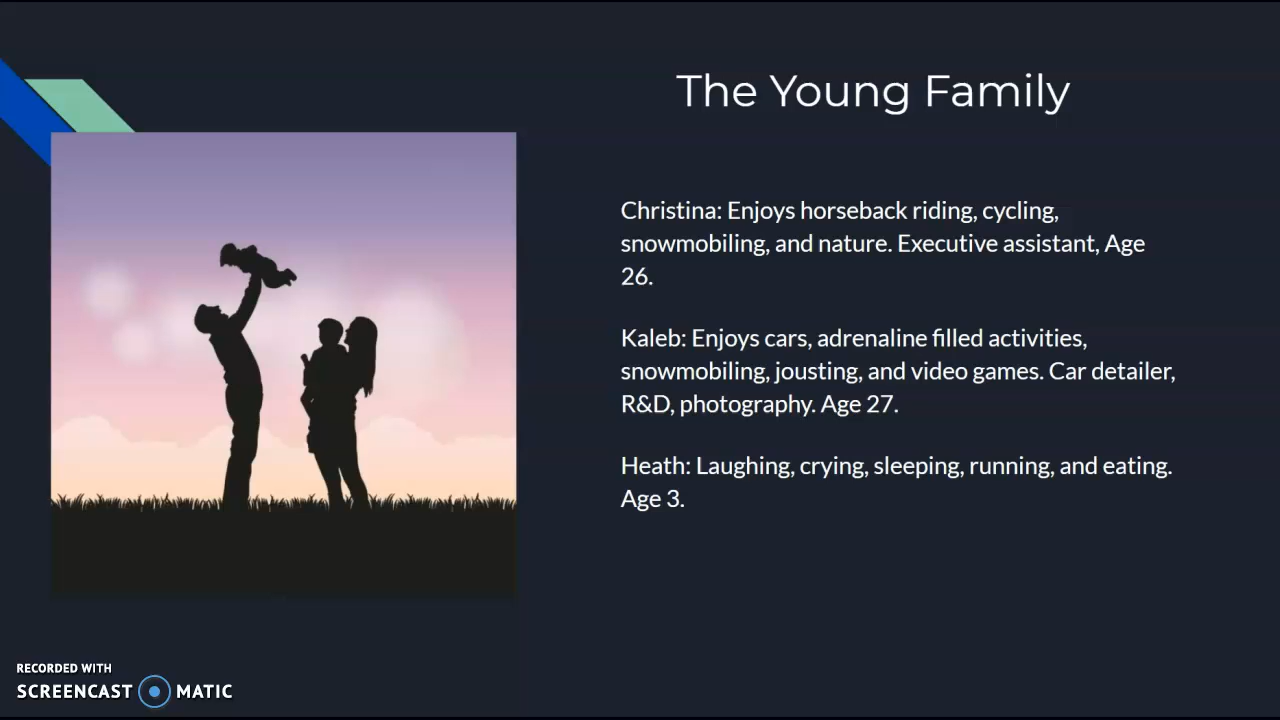 The Young Family
Christina: Enjoys horseback riding, cycling,
snowmobiling, and nature. Executive assistant, Age
26.
Kaleb: Enjoys cars, adrenaline filled activities,
snowmobiling, jousting, and video games. Car detailer,
R&D, photography. Age 27.
Heath: Laughing, crying, sleeping, running, and eating.
Age 3.
RECORDED WITH
SCREENCAST MATIC